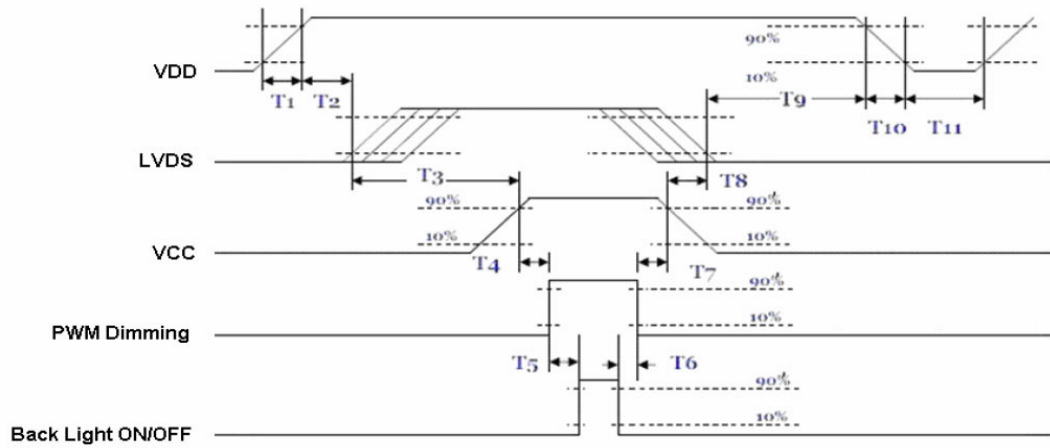 90%
VDD
10%
T1
T2
T9
T10
T11
LVDS
T3
T8
90%
90%
VCC
10%
10%
T4
T7
90%
PWM Dimming
10%
T5
T6
90%
10%
Back Light ON/OFF